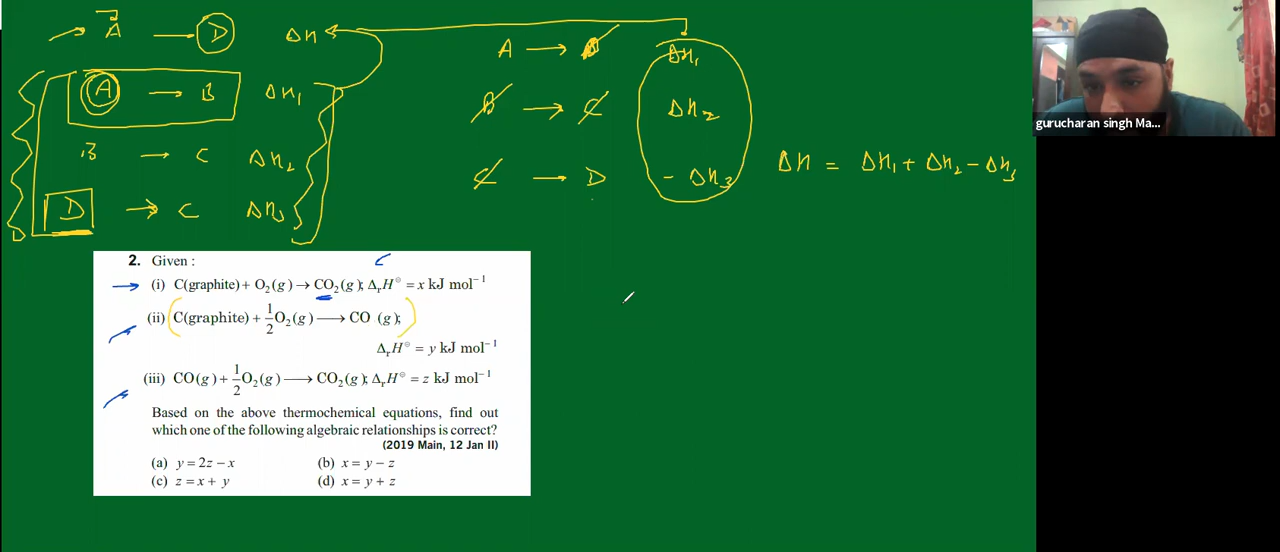 A → D ΔH
A → B ΔH₁
B → C ΔH₂
D → C ΔH₃
A → B ΔH₁
B → C ΔH₂
C → D - ΔH₃
ΔH = ΔH₁ + ΔH₂ - ΔH₃
gurucharan singh Ma...
2. Given :
(i) C(graphite) + O₂(g) → CO₂(g); ΔᵣH° = x kJ mol⁻¹
(ii) C(graphite) + 1/2 O₂(g) ⟶ CO (g);
ΔᵣH° = y kJ mol⁻¹
(iii) CO(g) + 1/2 O₂(g) ⟶ CO₂(g); ΔᵣH° = z kJ mol⁻¹
Based on the above thermochemical equations, find out
which one of the following algebraic relationships is correct?
(2019 Main, 12 Jan II)
(a) y = 2z − x (b) x = y − z
(c) z = x + y (d) x = y + z